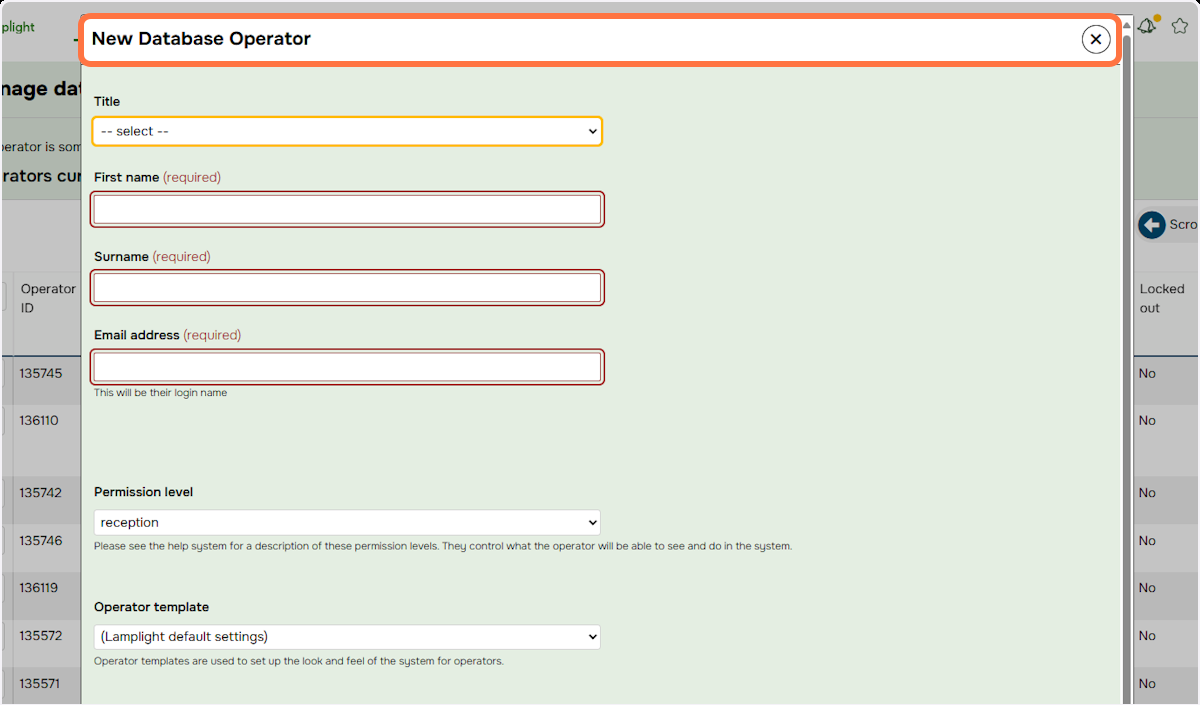 plight
New Database Operator
nage dat
Title
-- select --
perator is som
rators cur
First name (required)
Scro
Surname (required)
Operator
ID
Locked
out
Email address (required)
This will be their login name
135745
No
136110
No
Permission level
135742
No
reception
Please see the help system for a description of these permission levels. They control what the operator will be able to see and do in the system.
135746
No
136119
No
Operator template
(Lamplight default settings)
135572
No
Operator templates are used to set up the look and feel of the system for operators.
135571
No